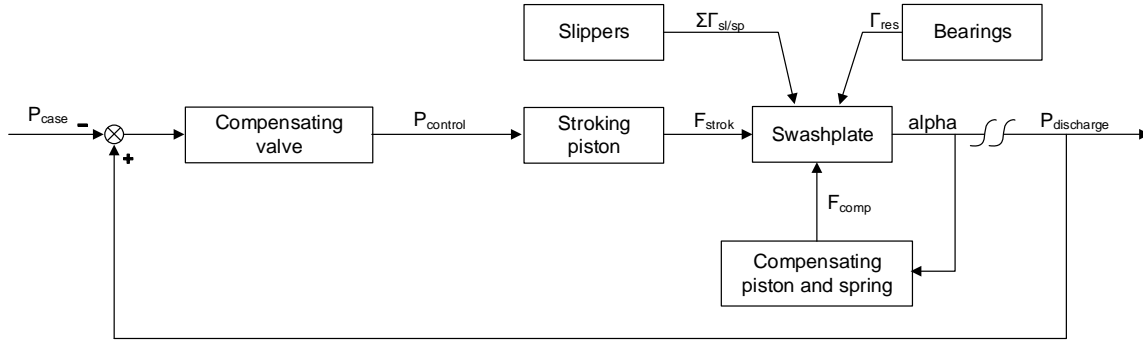 Slippers
ΣΓsl/sp
Γres
Bearings
Pcase
-
+
Compensating
valve
Pcontrol
Stroking
piston
Fstrok
Swashplate
alpha
Pdischarge
Fcomp
Compensating
piston and spring